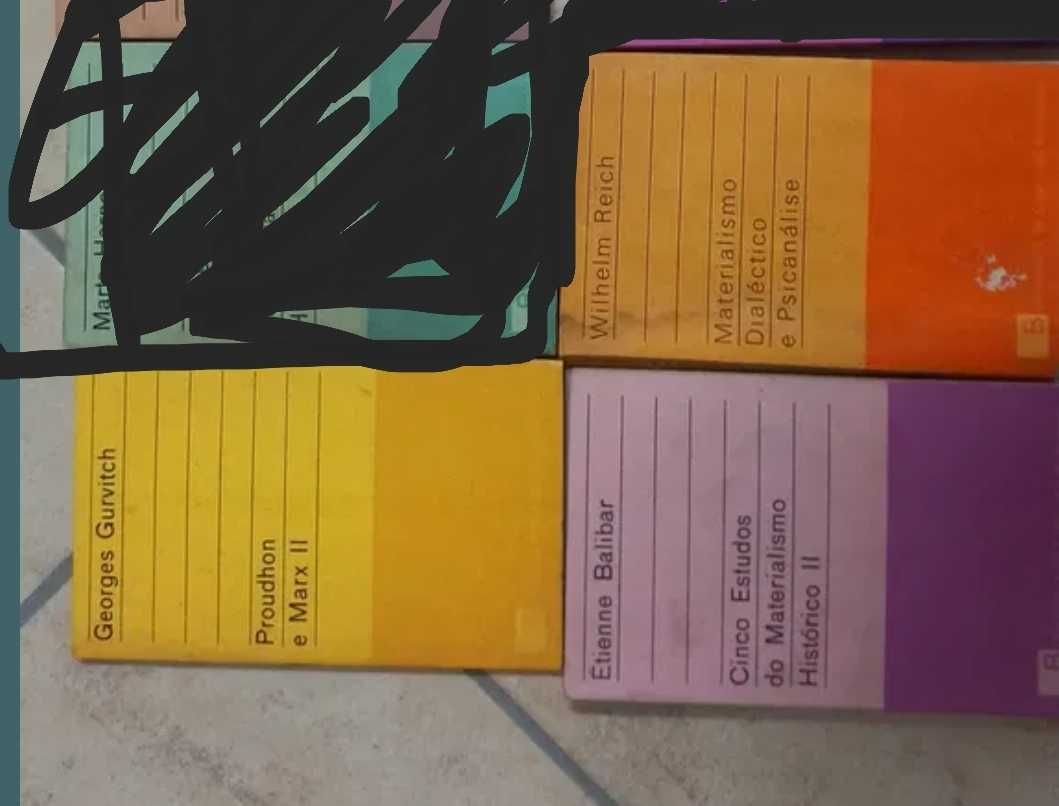 Wilhelm Reich
Materialismo
Dialéctico
e Psicanálise
Georges Gurvitch
Proudhon
e Marx II
Étienne Balibar
Cinco Estudos
do Materialismo
Histórico II